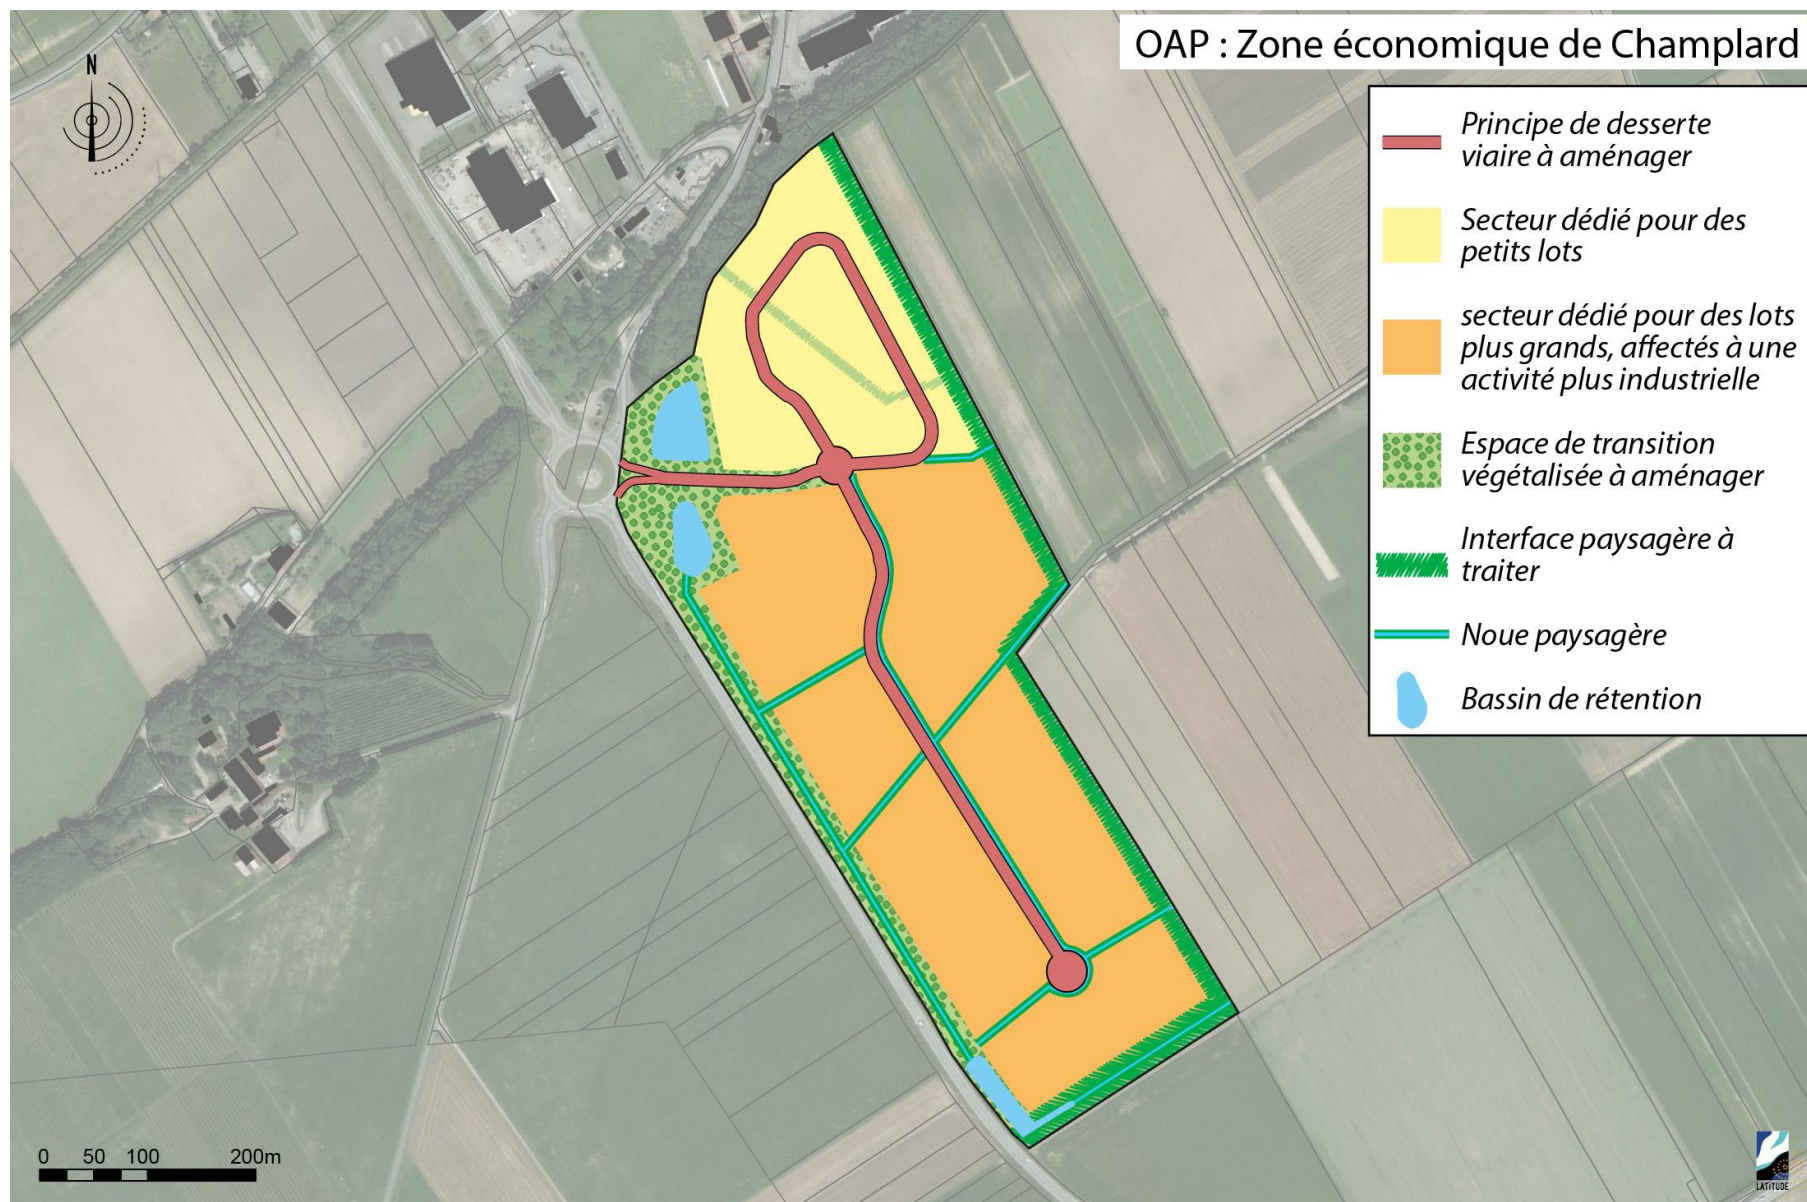 OAP : Zone économique de Champlard
N
Principe de desserte
viaire à aménager
Secteur dédié pour des
petits lots
secteur dédié pour des lots
plus grands, affectés à une
activité plus industrielle
Espace de transition
végétalisée à aménager
Interface paysagère à
traiter
Noue paysagère
Bassin de rétention
0 50 100 200m
LATITUDE